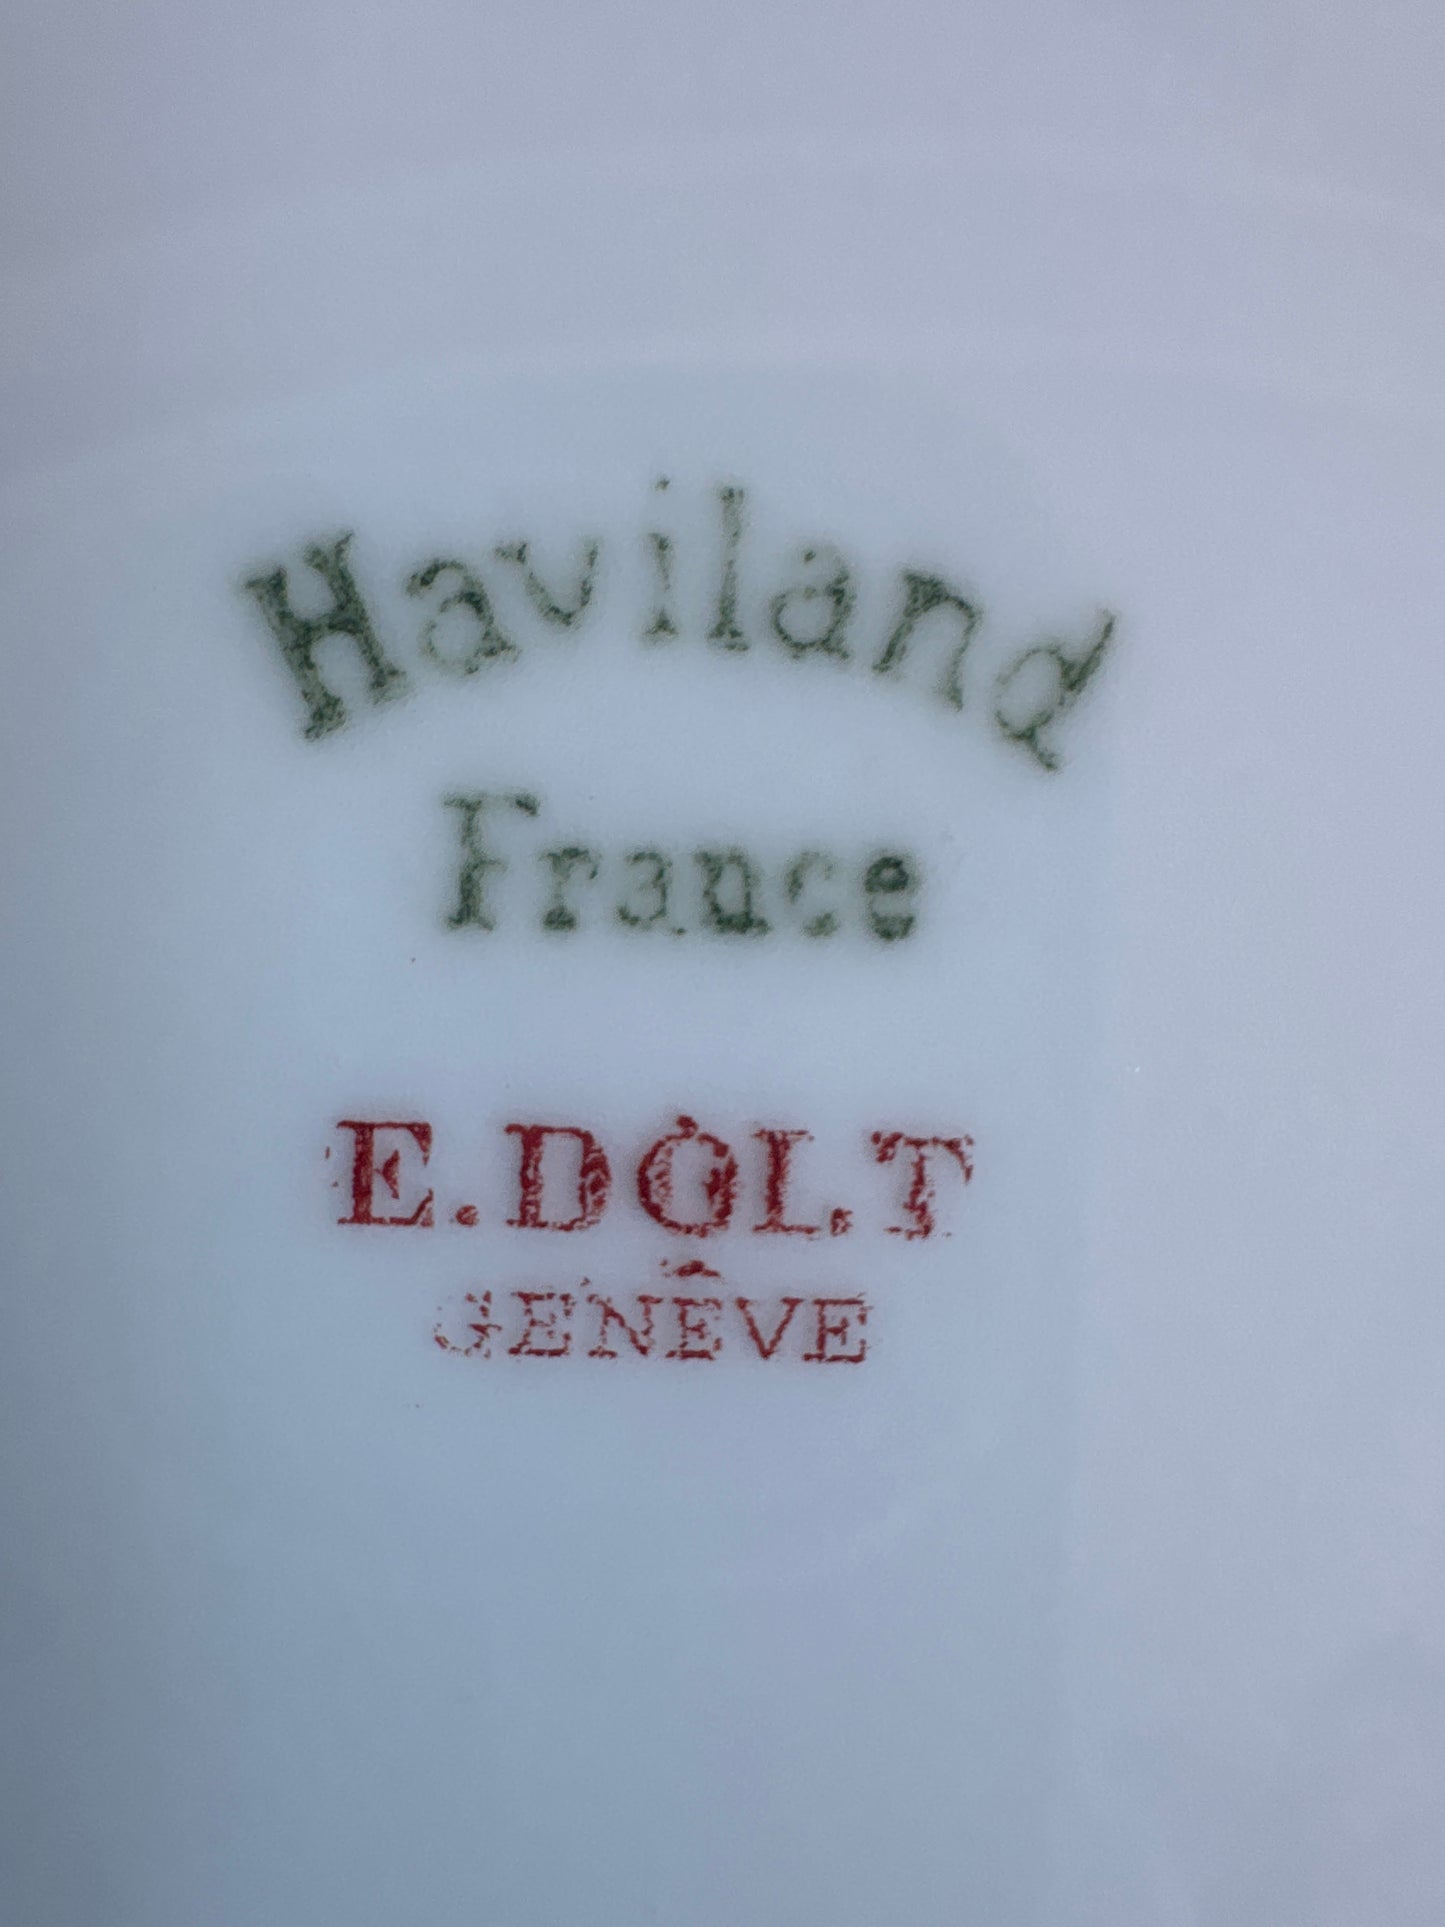 Haviland
France
E. DOLT
GENÈVE